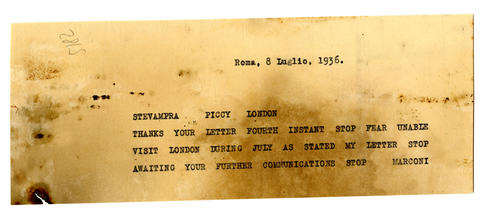 Roma, 8 Luglio, 1936.
STEVAMPRA PICCY LONDON
THANKS YOUR LETTER FOURTH INSTANT STOP FEAR UNABLE
VISIT LONDON DURING JULY AS STATED MY LETTER STOP
AWAITING YOUR FURTHER COMMUNICATIONS STOP MARCONI